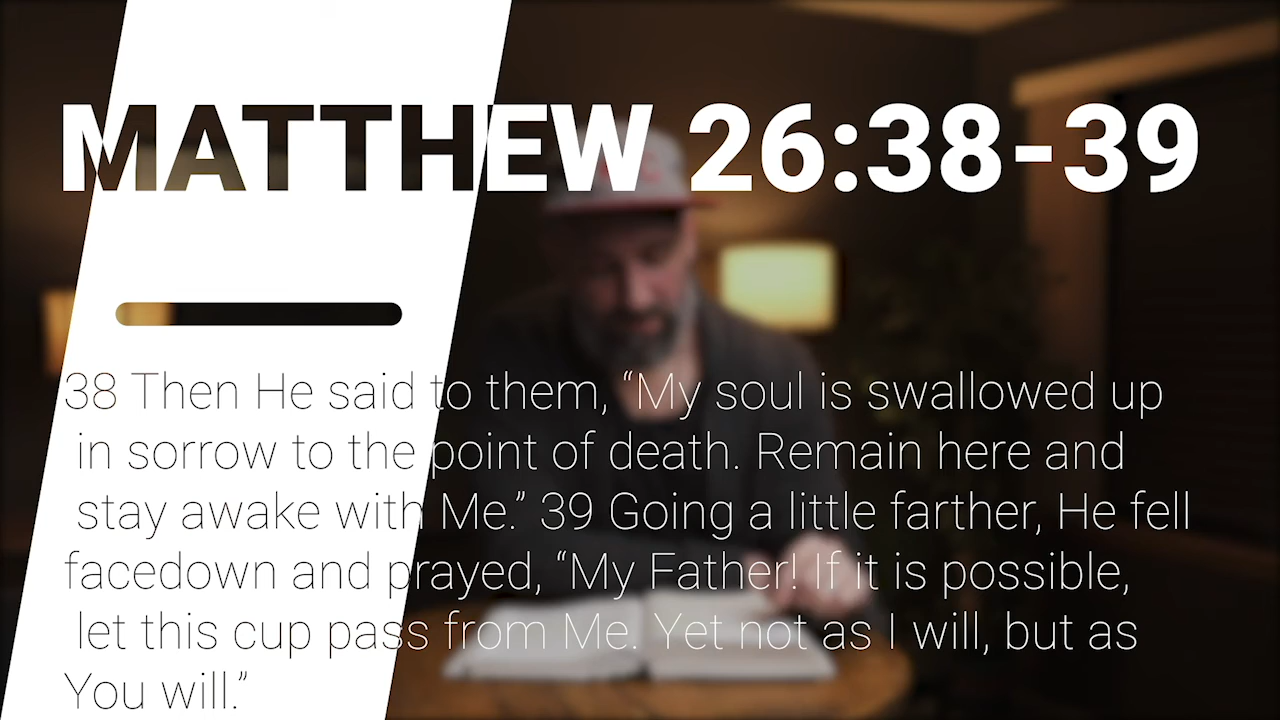 MATTHEW 26:38-39
38 Then He said to them, “My soul is swallowed up
in sorrow to the point of death. Remain here and
stay awake with Me.” 39 Going a little farther, He fell
facedown and prayed, “My Father! If it is possible,
let this cup pass from Me. Yet not as I will, but as
You will.”